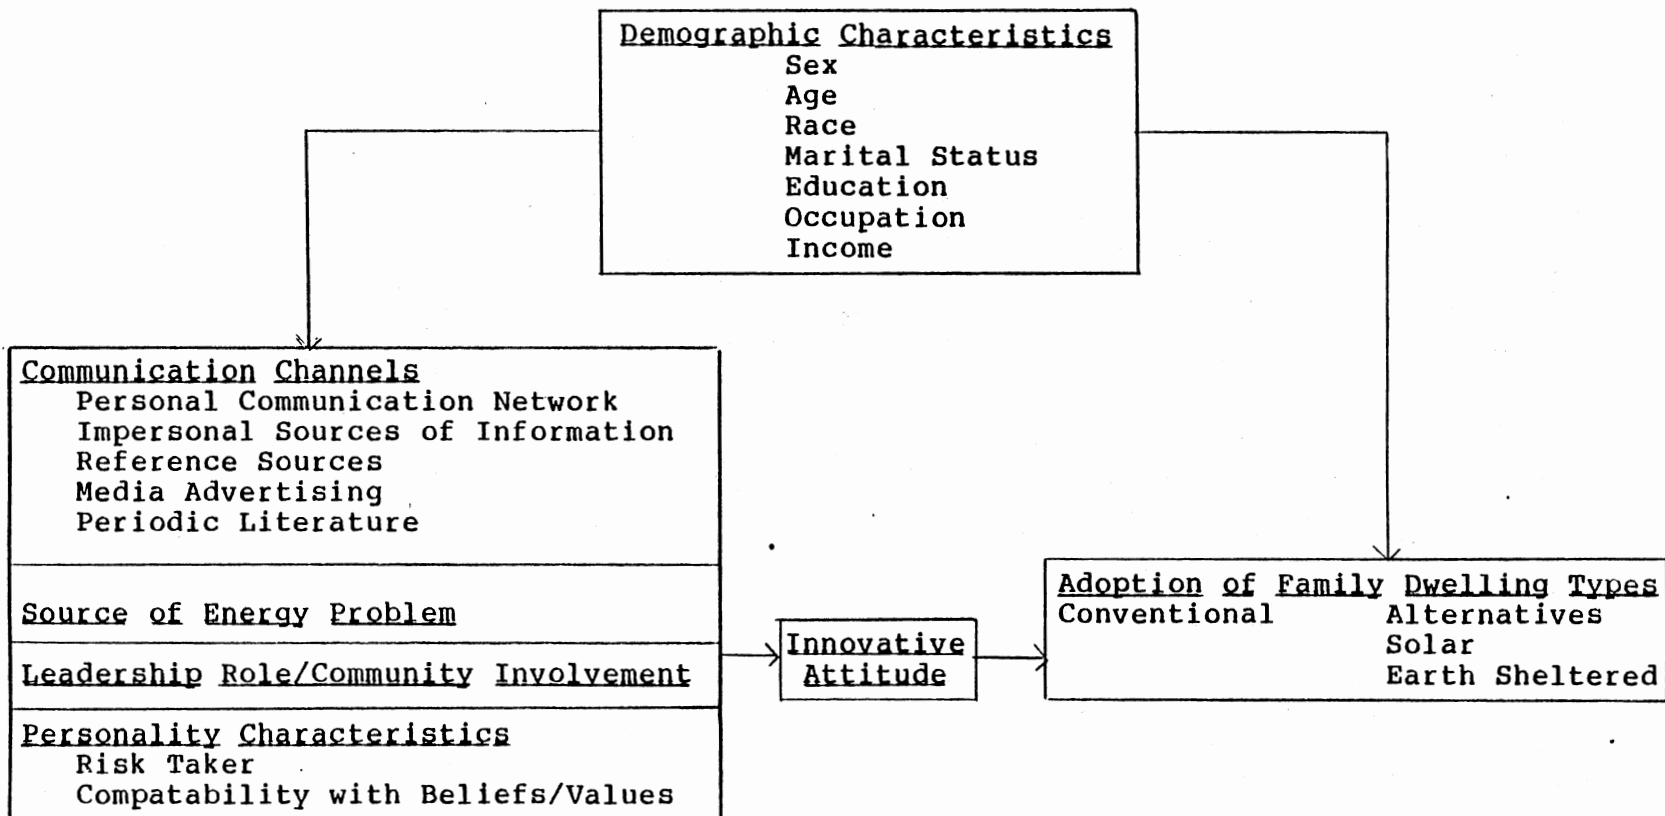 Demographic Characteristics
Sex
Age
Race
Marital Status
Education
Occupation
Income
Communication Channels
Personal Communication Network
Impersonal Sources of Information
Reference Sources
Media Advertising
Periodic Literature
Source of Energy Problem
Leadership Role/Community Involvement
Personality Characteristics
Risk Taker
Compatability with Beliefs/Values
Innovative
Attitude
Adoption of Family Dwelling Types
Conventional Alternatives
Solar
Earth Sheltered